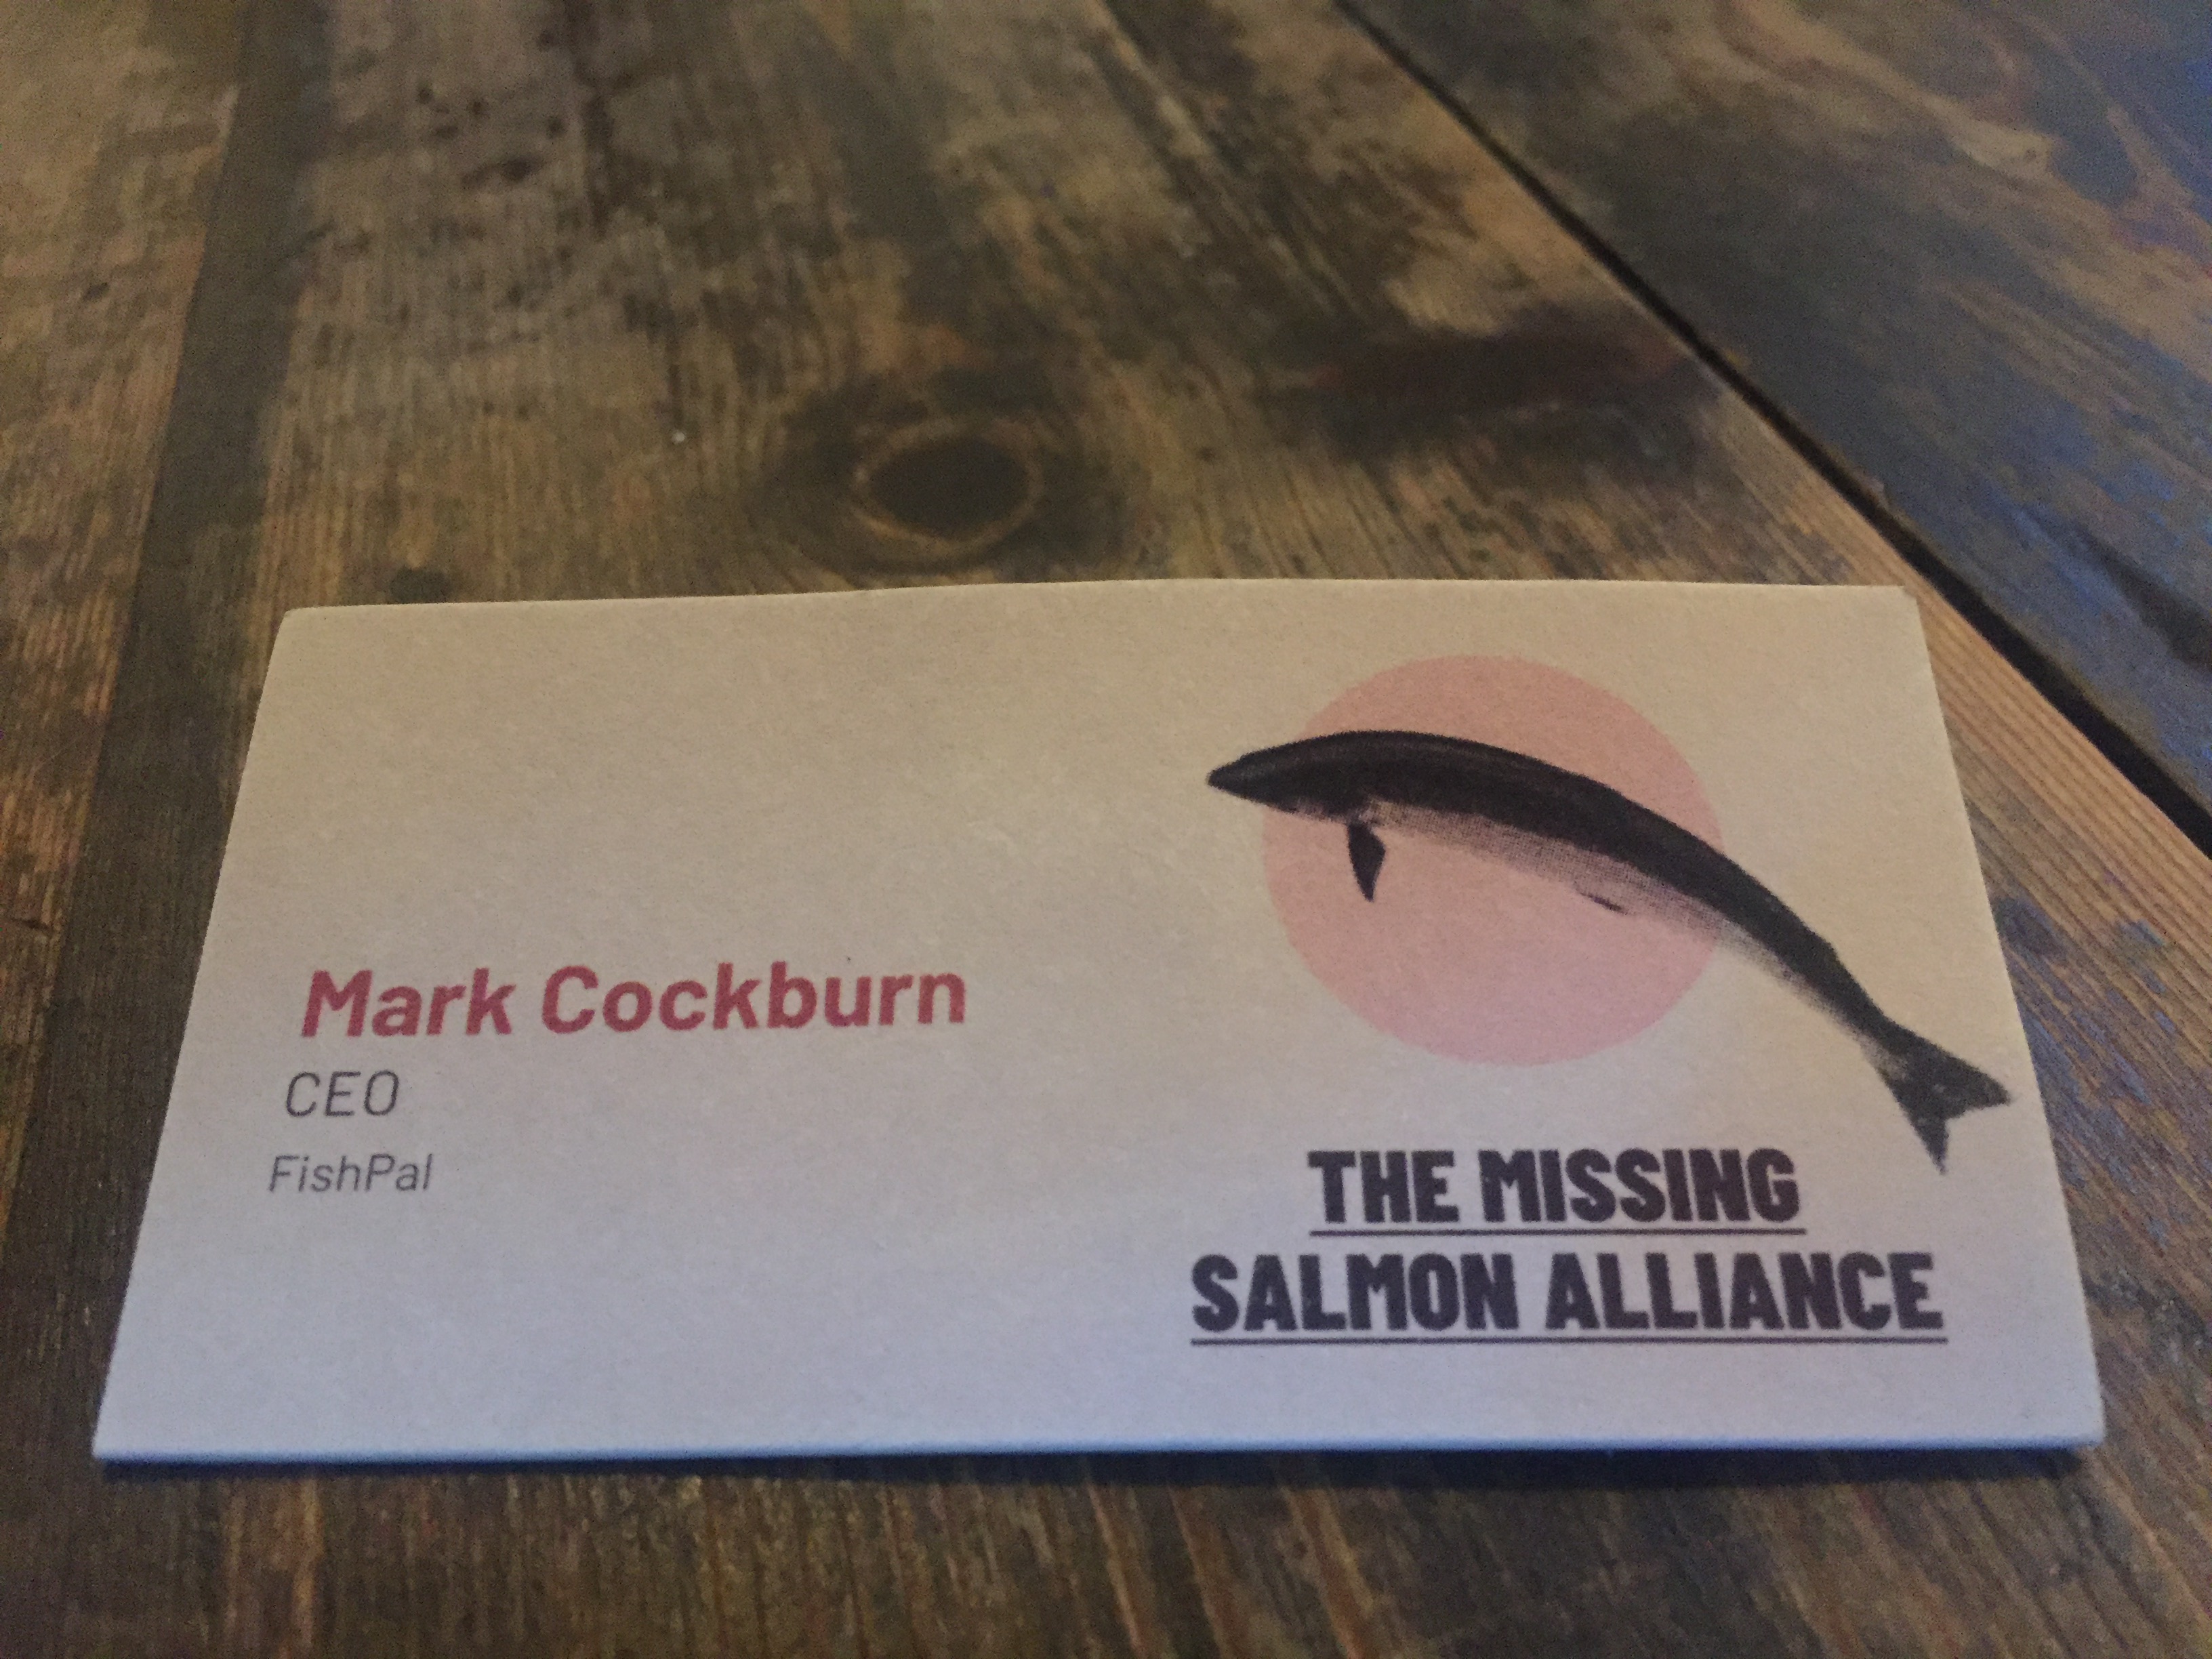 Mark Cockburn
CEO
FishPal
THE MISSING
SALMON ALLIANCE